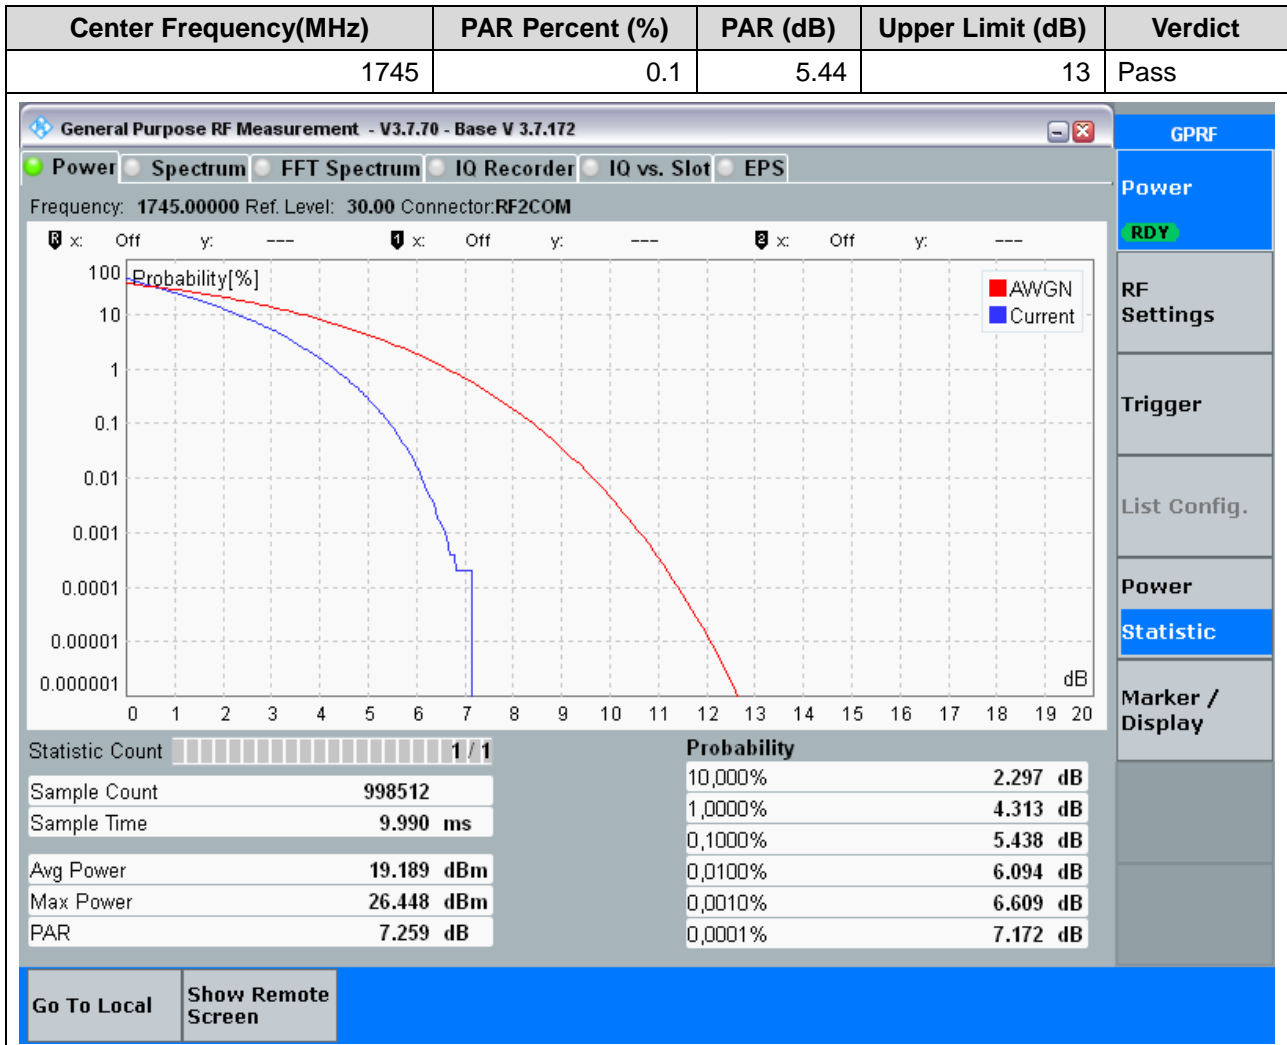 Center Frequency(MHz) PAR Percent (%) PAR (dB) Upper Limit (dB) Verdict
1745 0.1 5.44 13 Pass
General Purpose RF Measurement - V3.7.70 - Base V 3.7.172
GPRF
Power Spectrum FFT Spectrum IQ Recorder IQ vs. Slot EPS
Frequency: 1745.00000 Ref. Level: 30.00 Connector:RF2COM
R x: Off y: --- 1 x: Off y: --- 2 x: Off y: ---
Probability[%]
AWGN
Current
100
10
1
0.1
0.01
0.001
0.0001
0.00001
0.000001
dB
0 1 2 3 4 5 6 7 8 9 10 11 12 13 14 15 16 17 18 19 20
Statistic Count 1 / 1
Sample Count 998512
Sample Time 9.990 ms
Avg Power 19.189 dBm
Max Power 26.448 dBm
PAR 7.259 dB
Probability
10,000% 2.297 dB
1,0000% 4.313 dB
0,1000% 5.438 dB
0,0100% 6.094 dB
0,0010% 6.609 dB
0,0001% 7.172 dB
Power
RDY
RF
Settings
Trigger
List Config.
Power
Statistic
Marker /
Display
Go To Local
Show Remote
Screen